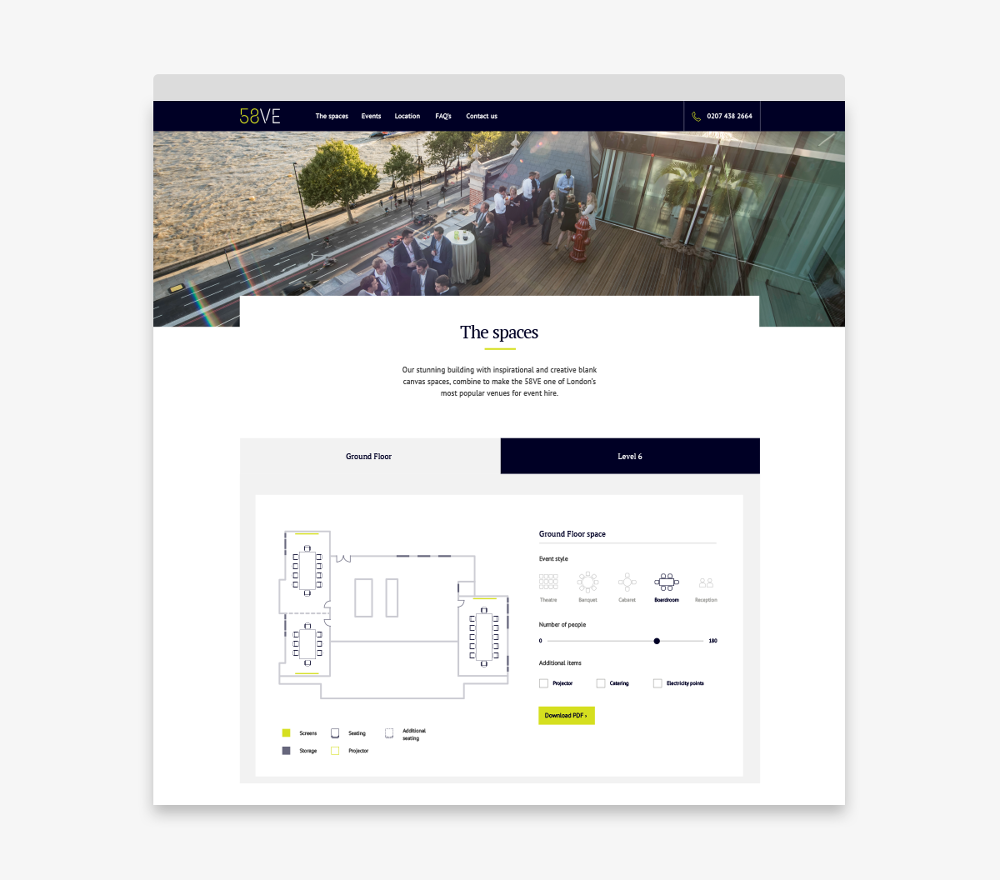 58VE
The spaces
Events
Location
FAQ's
Contact us
0207 438 2664
The spaces
Our stunning building with inspirational and creative blank
canvas spaces, combine to make the 58VE one of London's
most popular venues for event hire.
Ground Floor
Level 6
Ground Floor space
Event style
Theatre
Banquet
Cabaret
Boardroom
Reception
Number of people
0
180
Additional items
Projector
Catering
Electricity points
Download PDF ›
Screens
Seating
Additional
seating
Storage
Projector